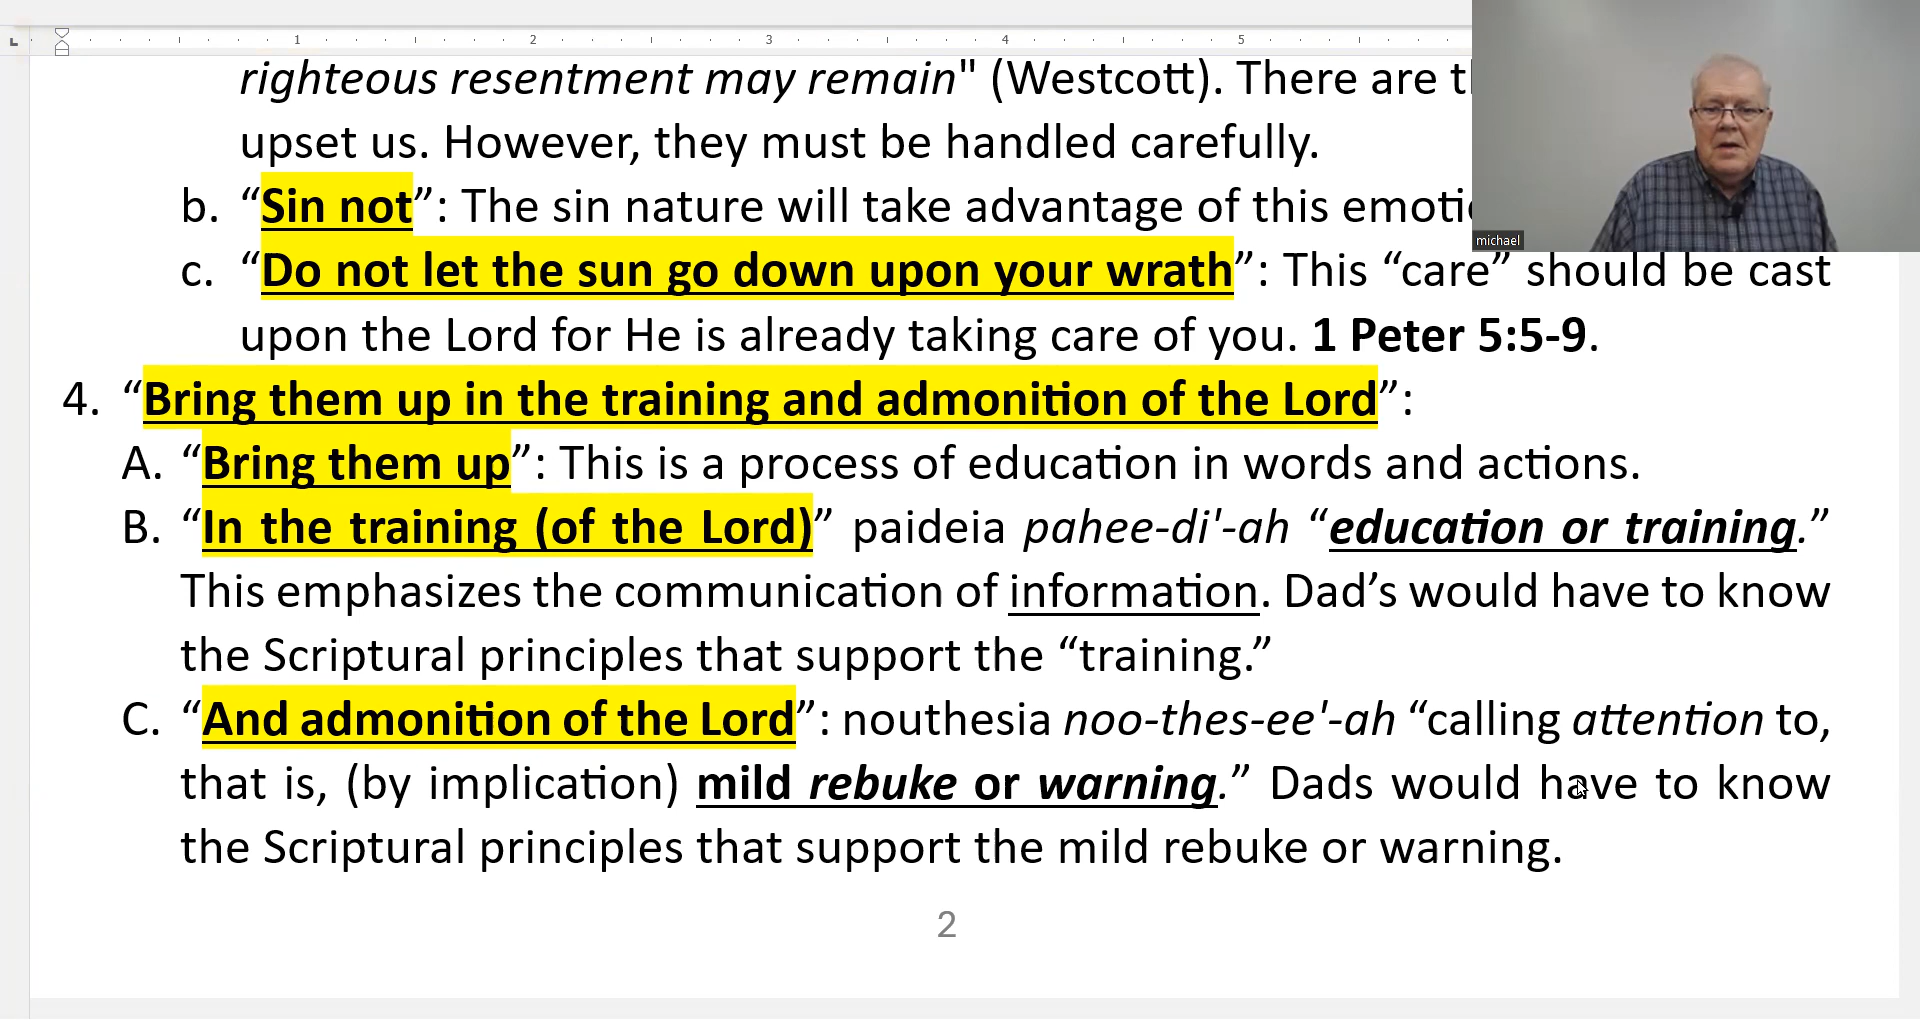 1 2 3 4 5
righteous resentment may remain" (Westcott). There are
upset us. However, they must be handled carefully.
b. “Sin not”: The sin nature will take advantage of this
michael
c. “Do not let the sun go down upon your wrath”: This “care” should be cast
upon the Lord for He is already taking care of you. 1 Peter 5:5-9.
4. “Bring them up in the training and admonition of the Lord”:
A. “Bring them up”: This is a process of education in words and actions.
B. “In the training (of the Lord)” paideia pahee-di'-ah “education or training.”
This emphasizes the communication of information. Dad’s would have to know
the Scriptural principles that support the “training.”
C. “And admonition of the Lord”: nouthesia noo-thes-ee'-ah “calling attention to,
that is, (by implication) mild rebuke or warning.” Dads would have to know
the Scriptural principles that support the mild rebuke or warning.
2